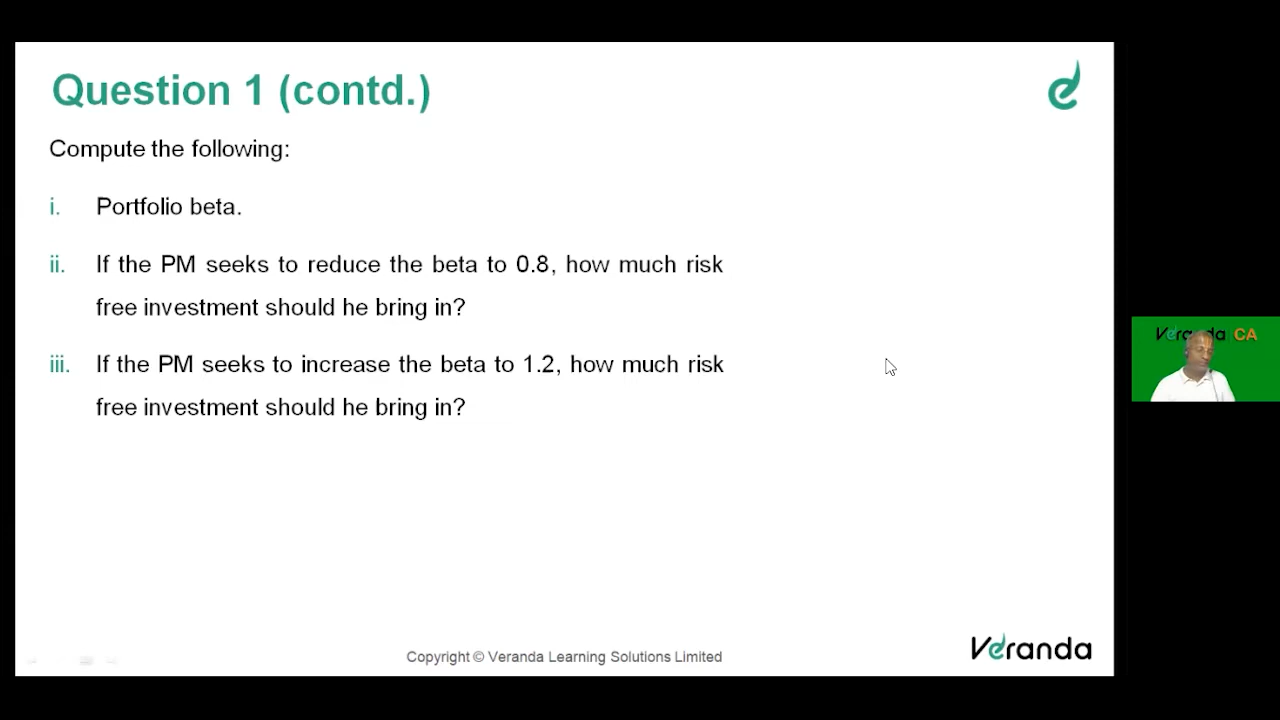 Question 1 (contd.)
Compute the following:
i. Portfolio beta.
ii. If the PM seeks to reduce the beta to 0.8, how much risk
free investment should he bring in?
iii. If the PM seeks to increase the beta to 1.2, how much risk
free investment should he bring in?
Veranda CA
Copyright © Veranda Learning Solutions Limited
Veranda